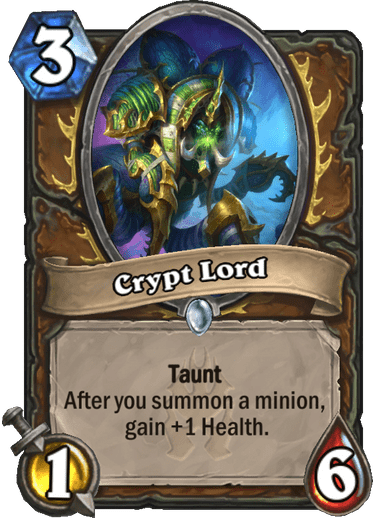 3
Crypt Lord
Taunt
After you summon a minion,
gain +1 Health.
1
6